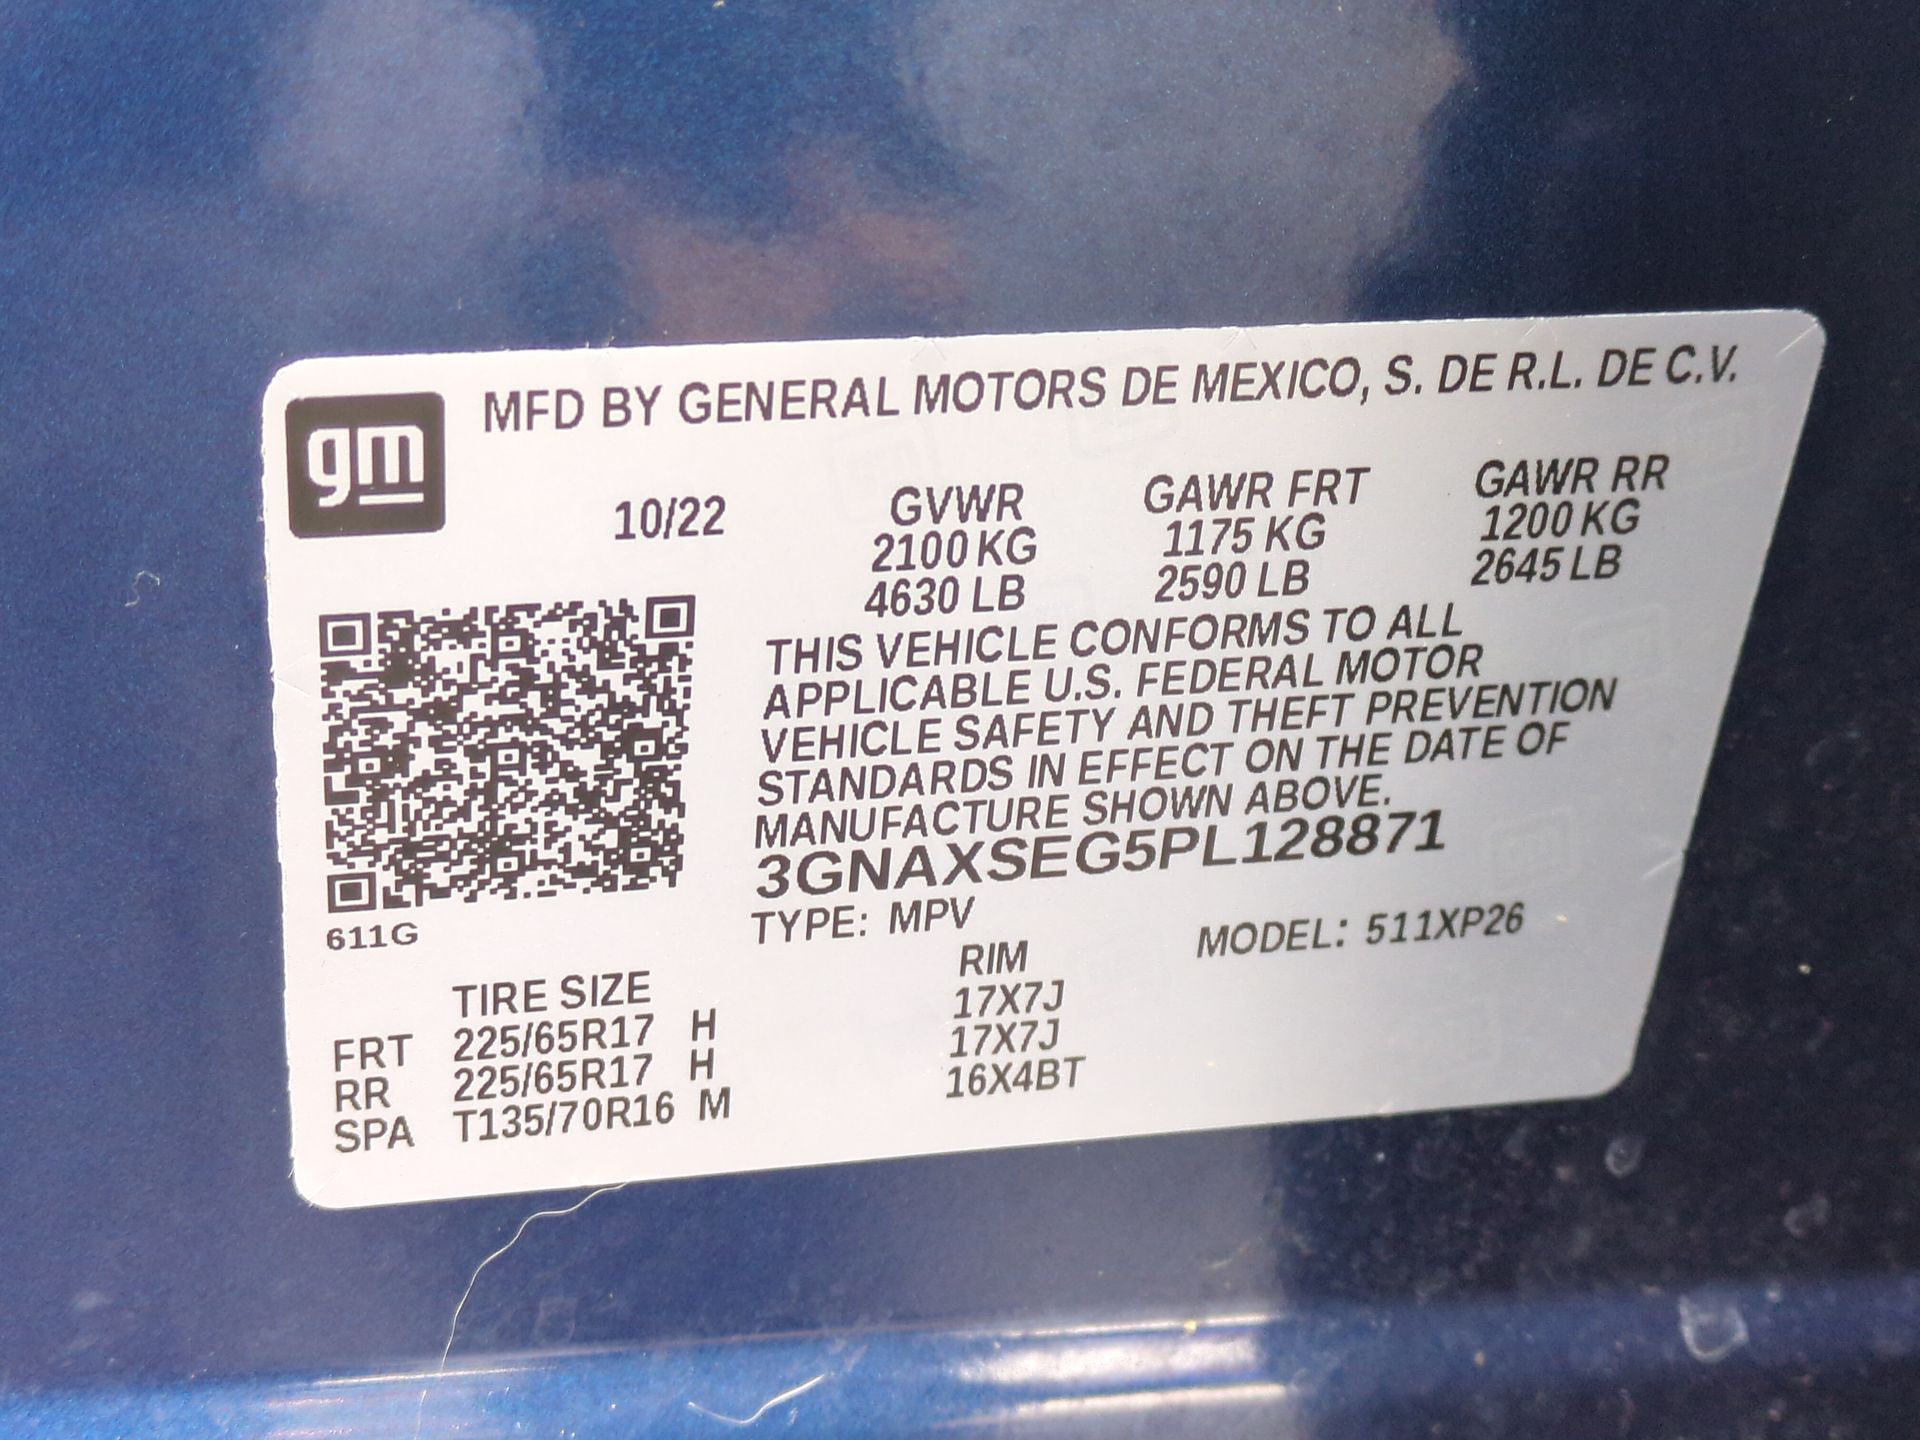 gm
MFD BY GENERAL MOTORS DE MEXICO, S. DE R.L. DE C.V.
10/22 GVWR GAWR FRT GAWR RR
2100 KG 1175 KG 1200 KG
4630 LB 2590 LB 2645 LB
THIS VEHICLE CONFORMS TO ALL
APPLICABLE U.S. FEDERAL MOTOR
VEHICLE SAFETY AND THEFT PREVENTION
STANDARDS IN EFFECT ON THE DATE OF
MANUFACTURE SHOWN ABOVE.
3GNAXSEG5PL128871
611G
TYPE: MPV MODEL: 511XP26
TIRE SIZE RIM
FRT 225/65R17 H 17X7J
RR 225/65R17 H 17X7J
SPA T135/70R16 M 16X4BT